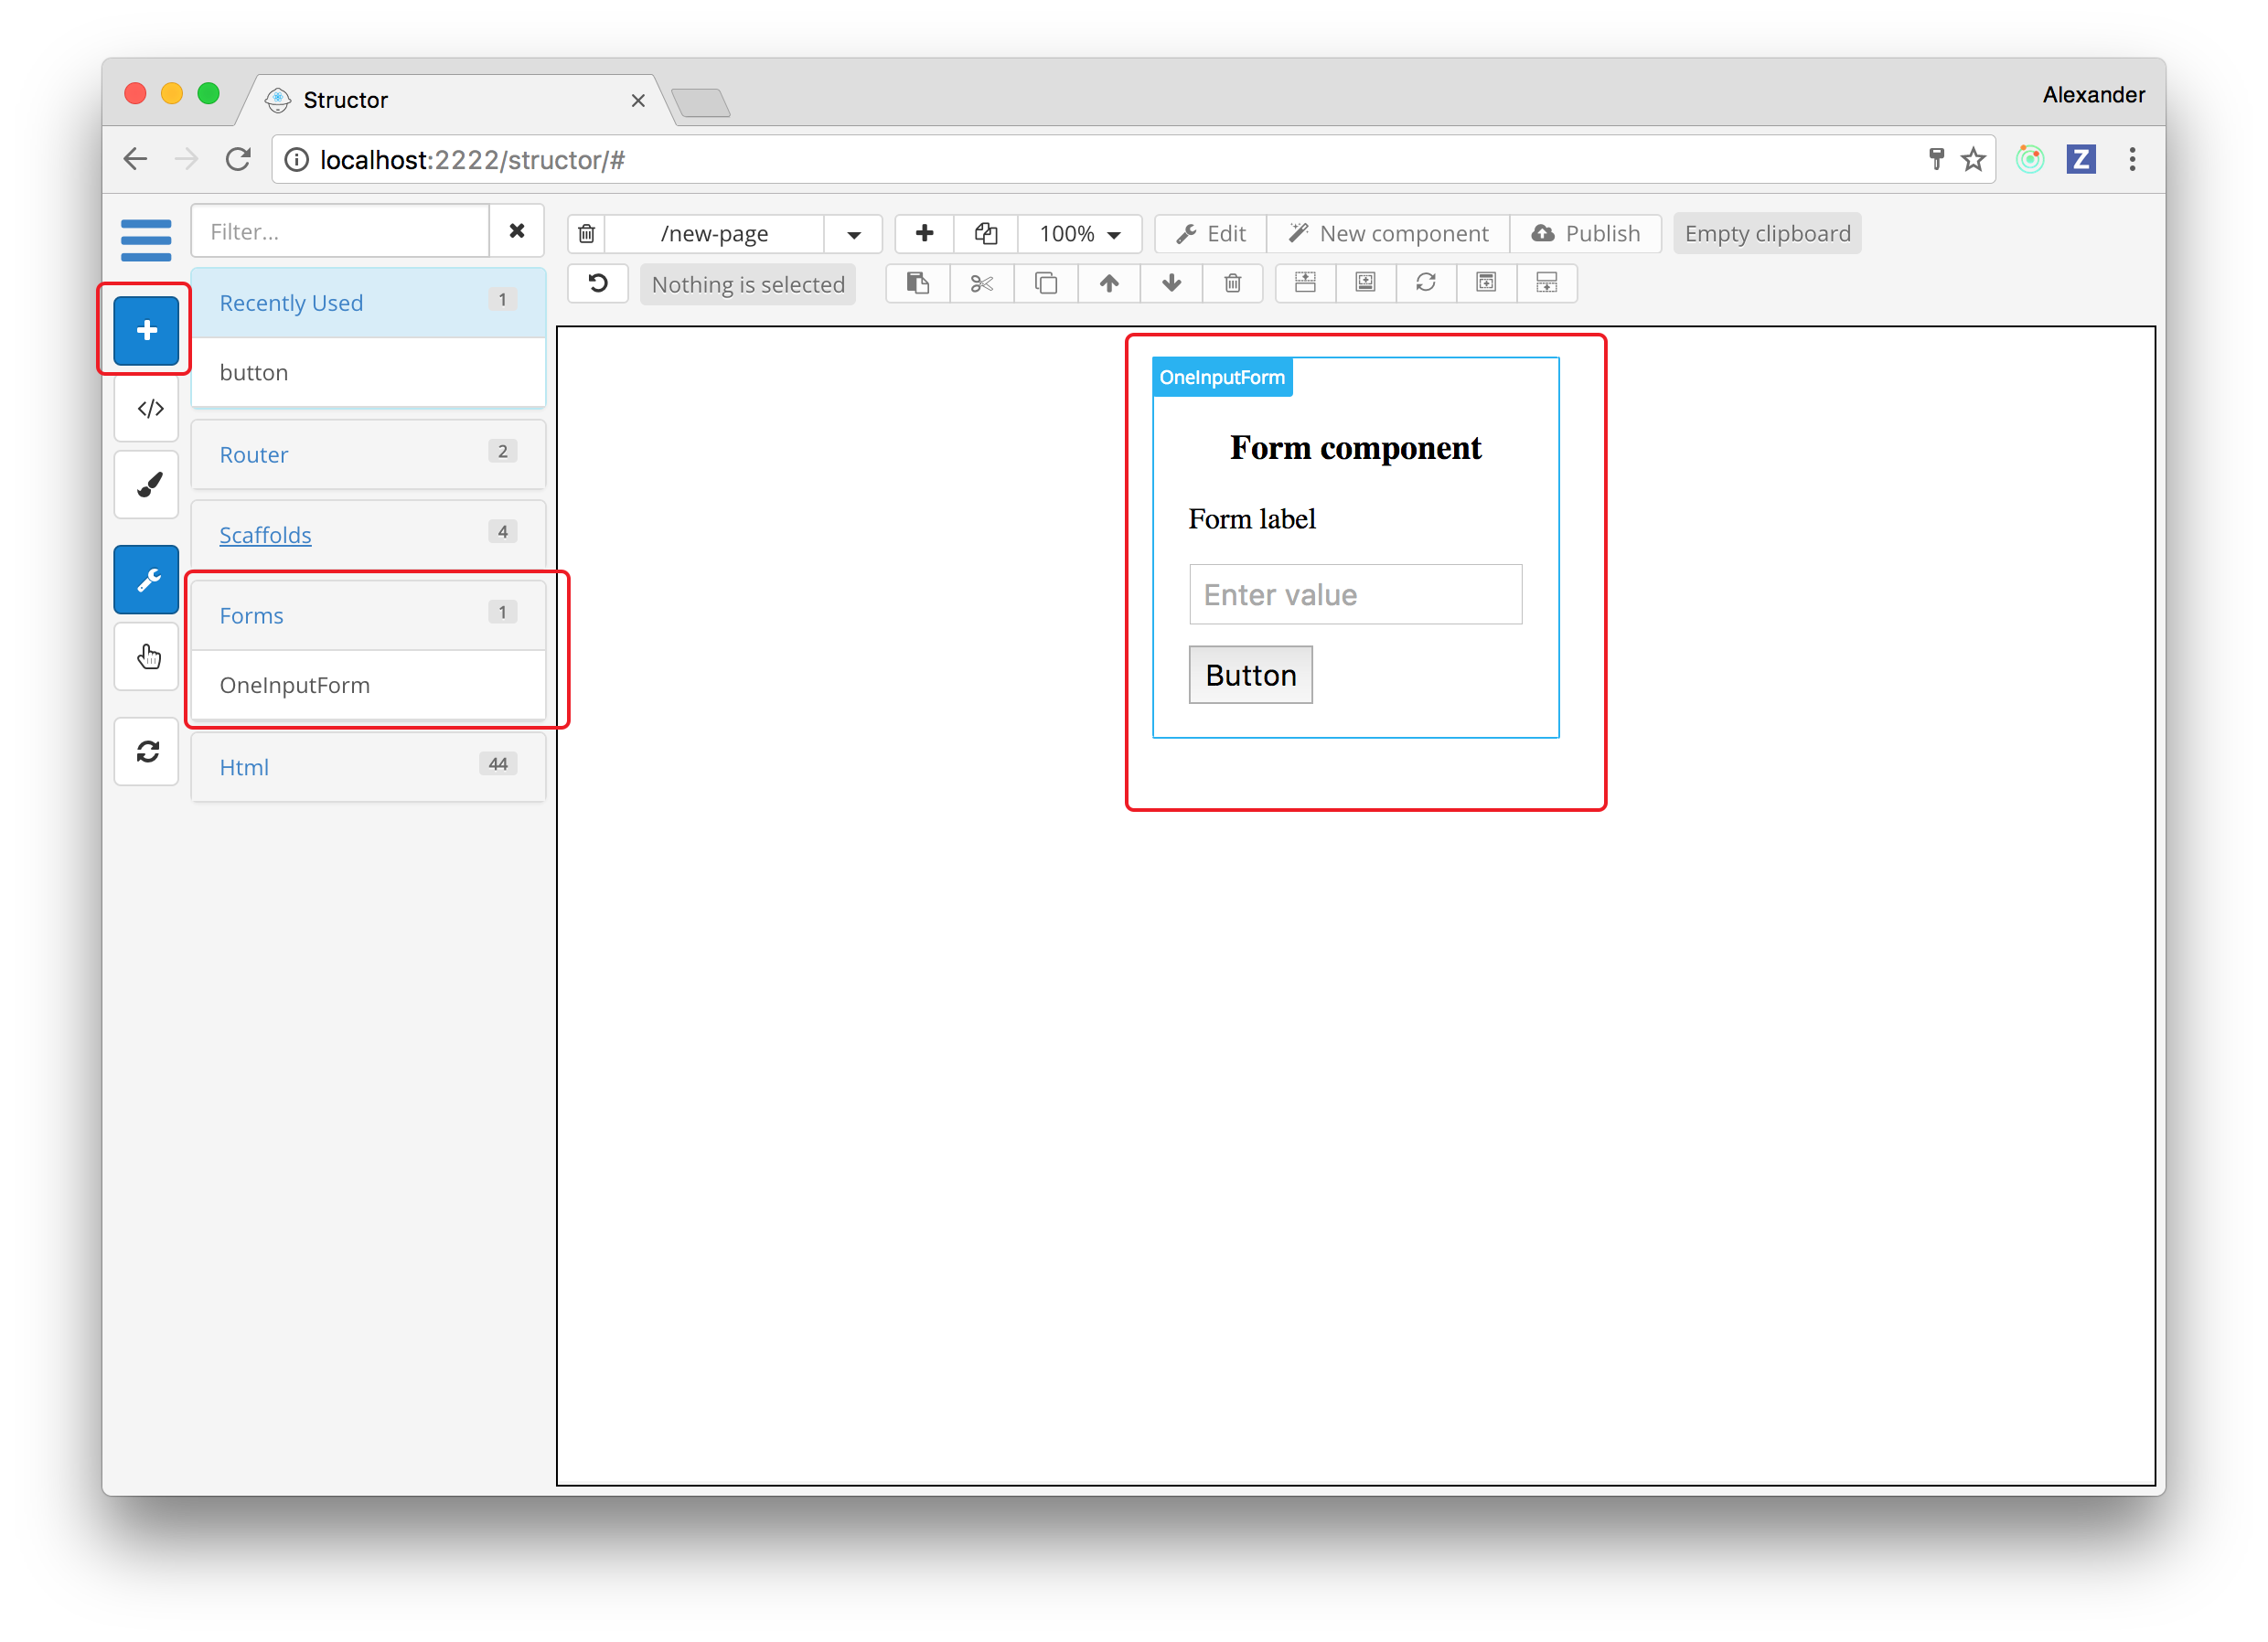 Structor
Alexander
localhost:2222/structor/#
Z
Filter...
/new-page
100%
Edit
New component
Publish
Empty clipboard
Nothing is selected
Recently Used 1
button
Router 2
Scaffolds 4
Forms 1
OneInputForm
Html 44
OneInputForm
Form component
Form label
Enter value
Button